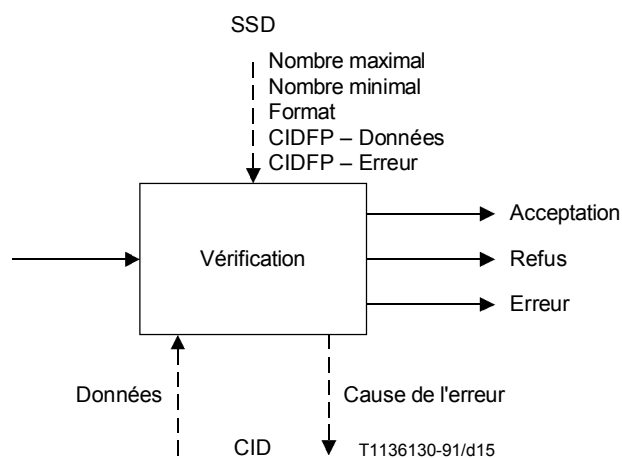 SSD
Nombre maximal
Nombre minimal
Format
CIDFP – Données
CIDFP – Erreur
Vérification
Acceptation
Refus
Erreur
Données
Cause de l'erreur
CID
T1136130-91/d15